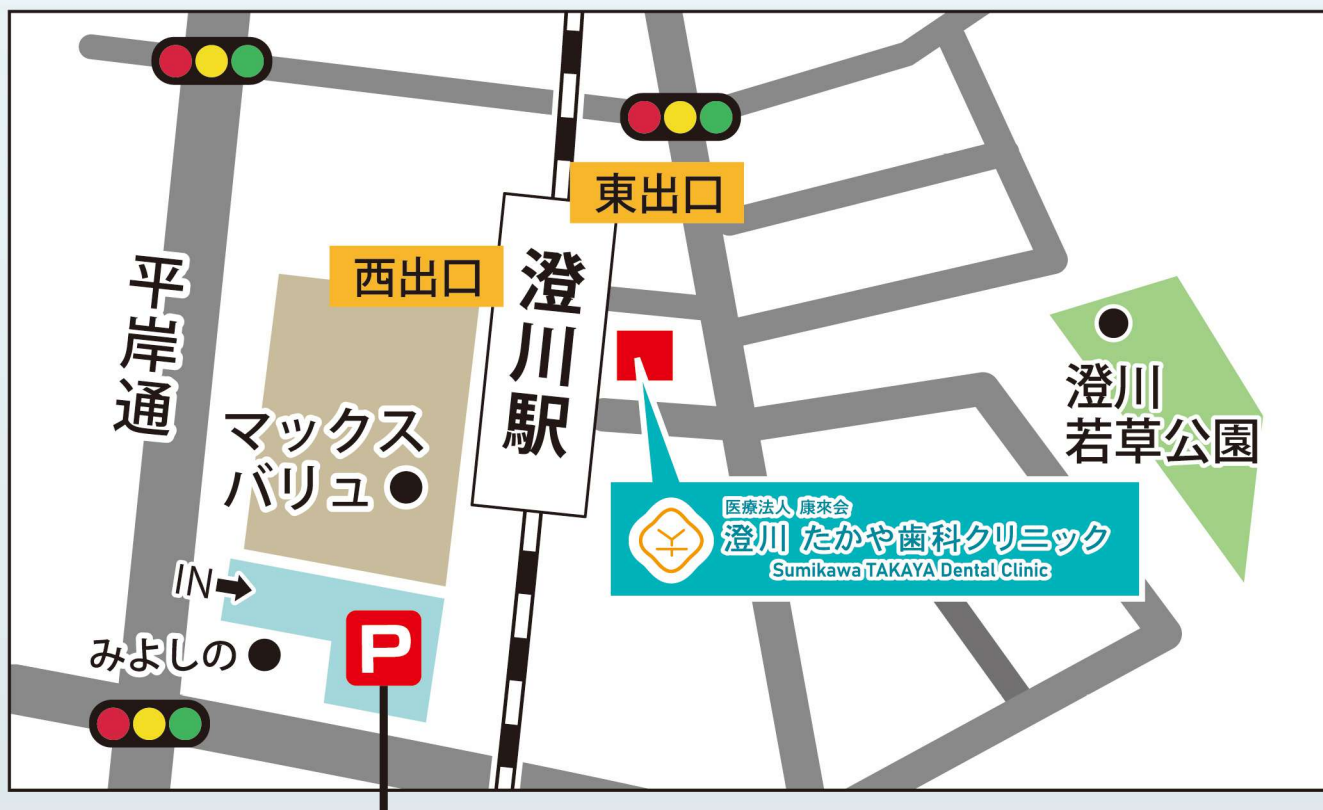 東出口
西出口
澄川駅
平岸通
マックス
バリュ
澄川
若草公園
医療法人 康來会
澄川 たかや歯科クリニック
Sumikawa TAKAYA Dental Clinic
IN
みよしの
P